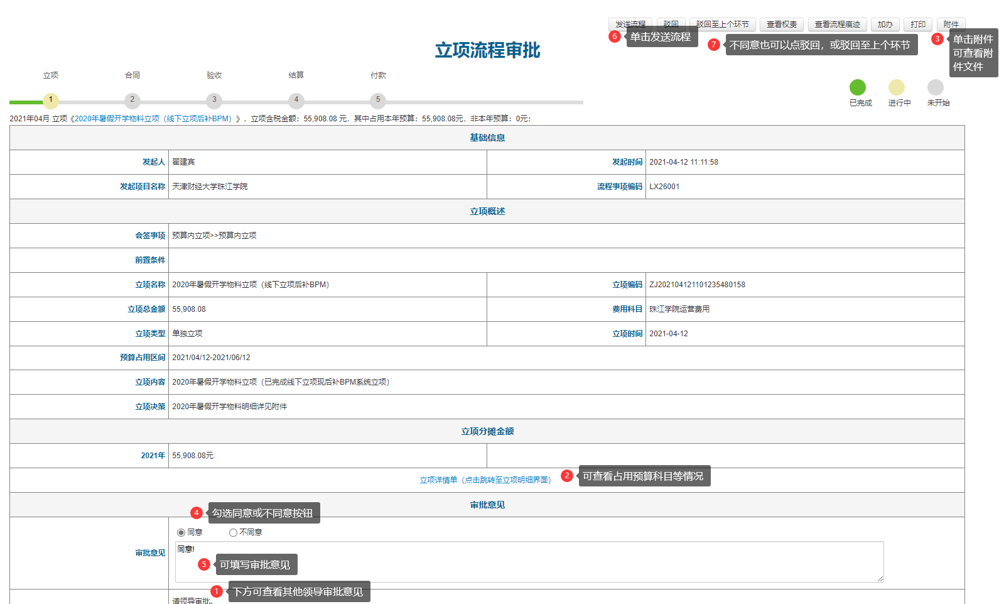 发送流程 驳回 驳回至上个环节 查看权责 查看流程痕迹 加办 打印 附件
6 单击发送流程
7 不同意也可以点驳回，或驳回至上个环节
3 单击附件
可查看附
件文件
立项流程审批
立项 合同 验收 结算 付款
1 2 3 4 5
已完成 进行中 未开始
2021年04月 立项《2020年暑假开学物料立项（线下立项后补BPM）》，立项含税金额：55,908.08 元，其中占用本年预算：55,908.08元，非本年预算：0元；
基础信息
发起人 翟建宾 发起时间 2021-04-12 11:11:58
发起项目名称 天津财经大学珠江学院 流程事项编码 LX26001
立项概述
会签事项 预算内立项>>预算内立项
前置条件
立项名称 2020年暑假开学物料立项（线下立项后补BPM） 立项编码 ZJ202104121101235480158
立项总金额 55,908.08 费用科目 珠江学院运营费用
立项类型 单独立项 立项时间 2021-04-12
预算占用区间 2021/04/12-2021/06/12
立项内容 2020年暑假开学物料立项（已完成线下立项现后补BPM系统立项）
立项决策 2020年暑假开学物料明细详见附件
立项分摊金额
2021年 55,908.08元
立项详情单（点击跳转至立项明细界面） 2 可查看占用预算科目等情况
审批意见
4 勾选同意或不同意按钮
同意 不同意
审批意见 同意!
5 可填写审批意见
1 下方可查看其他领导审批意见
请领导审批。